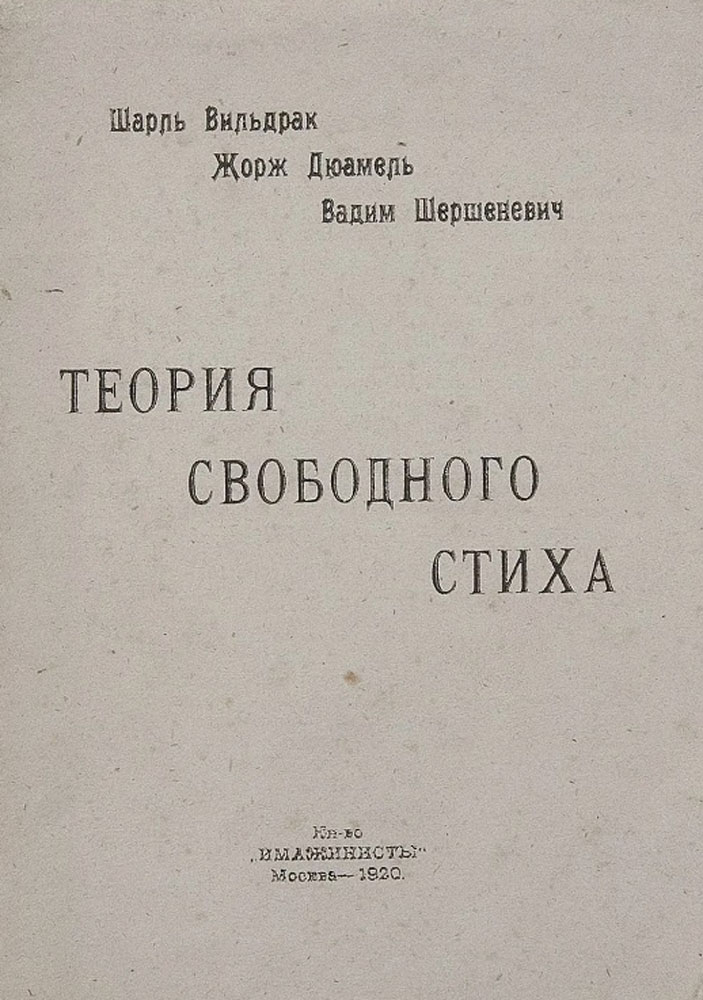 Шарль Вильдрак
Жорж Дюамель
Вадим Шершеневич
ТЕОРИЯ
СВОБОДНОГО
СТИХА
Кн-во
„ИМАЖИНИСТЫ“
Москва—1920.